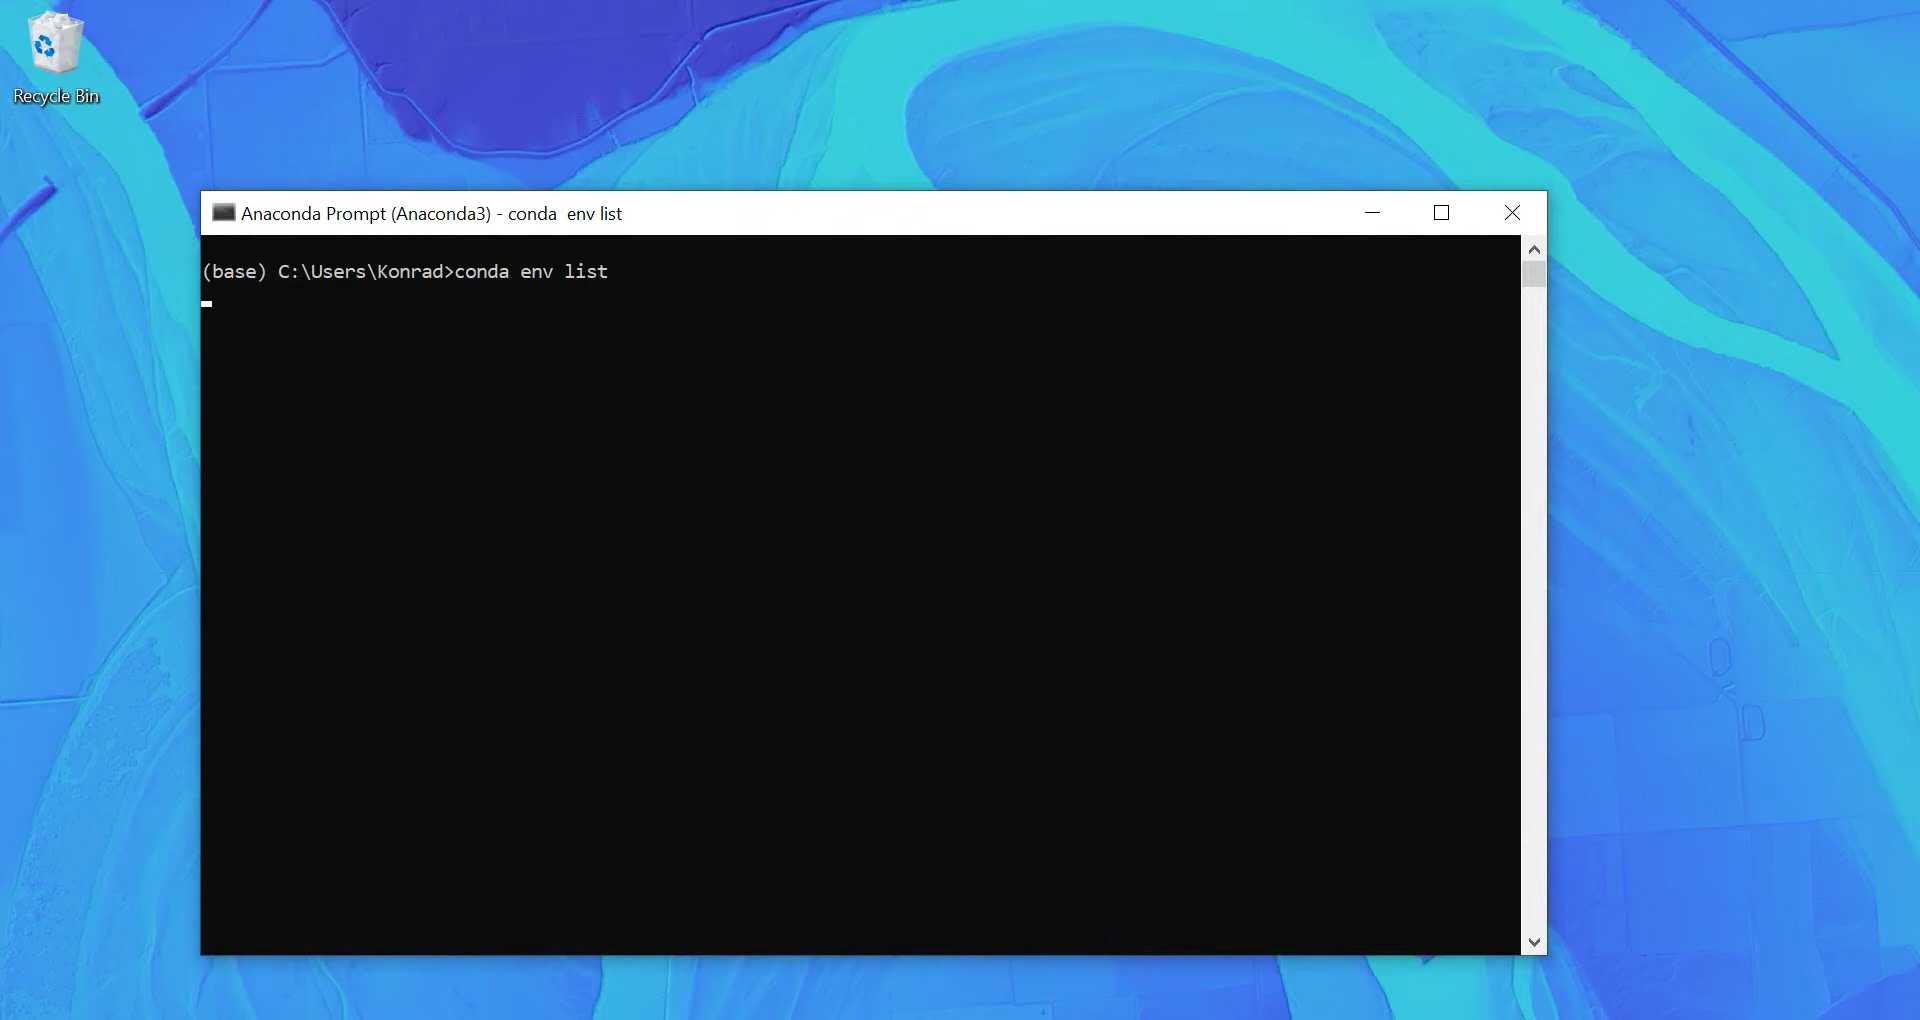 Recycle Bin
Anaconda Prompt (Anaconda3) - conda  env list
(base) C:\Users\Konrad>conda env list